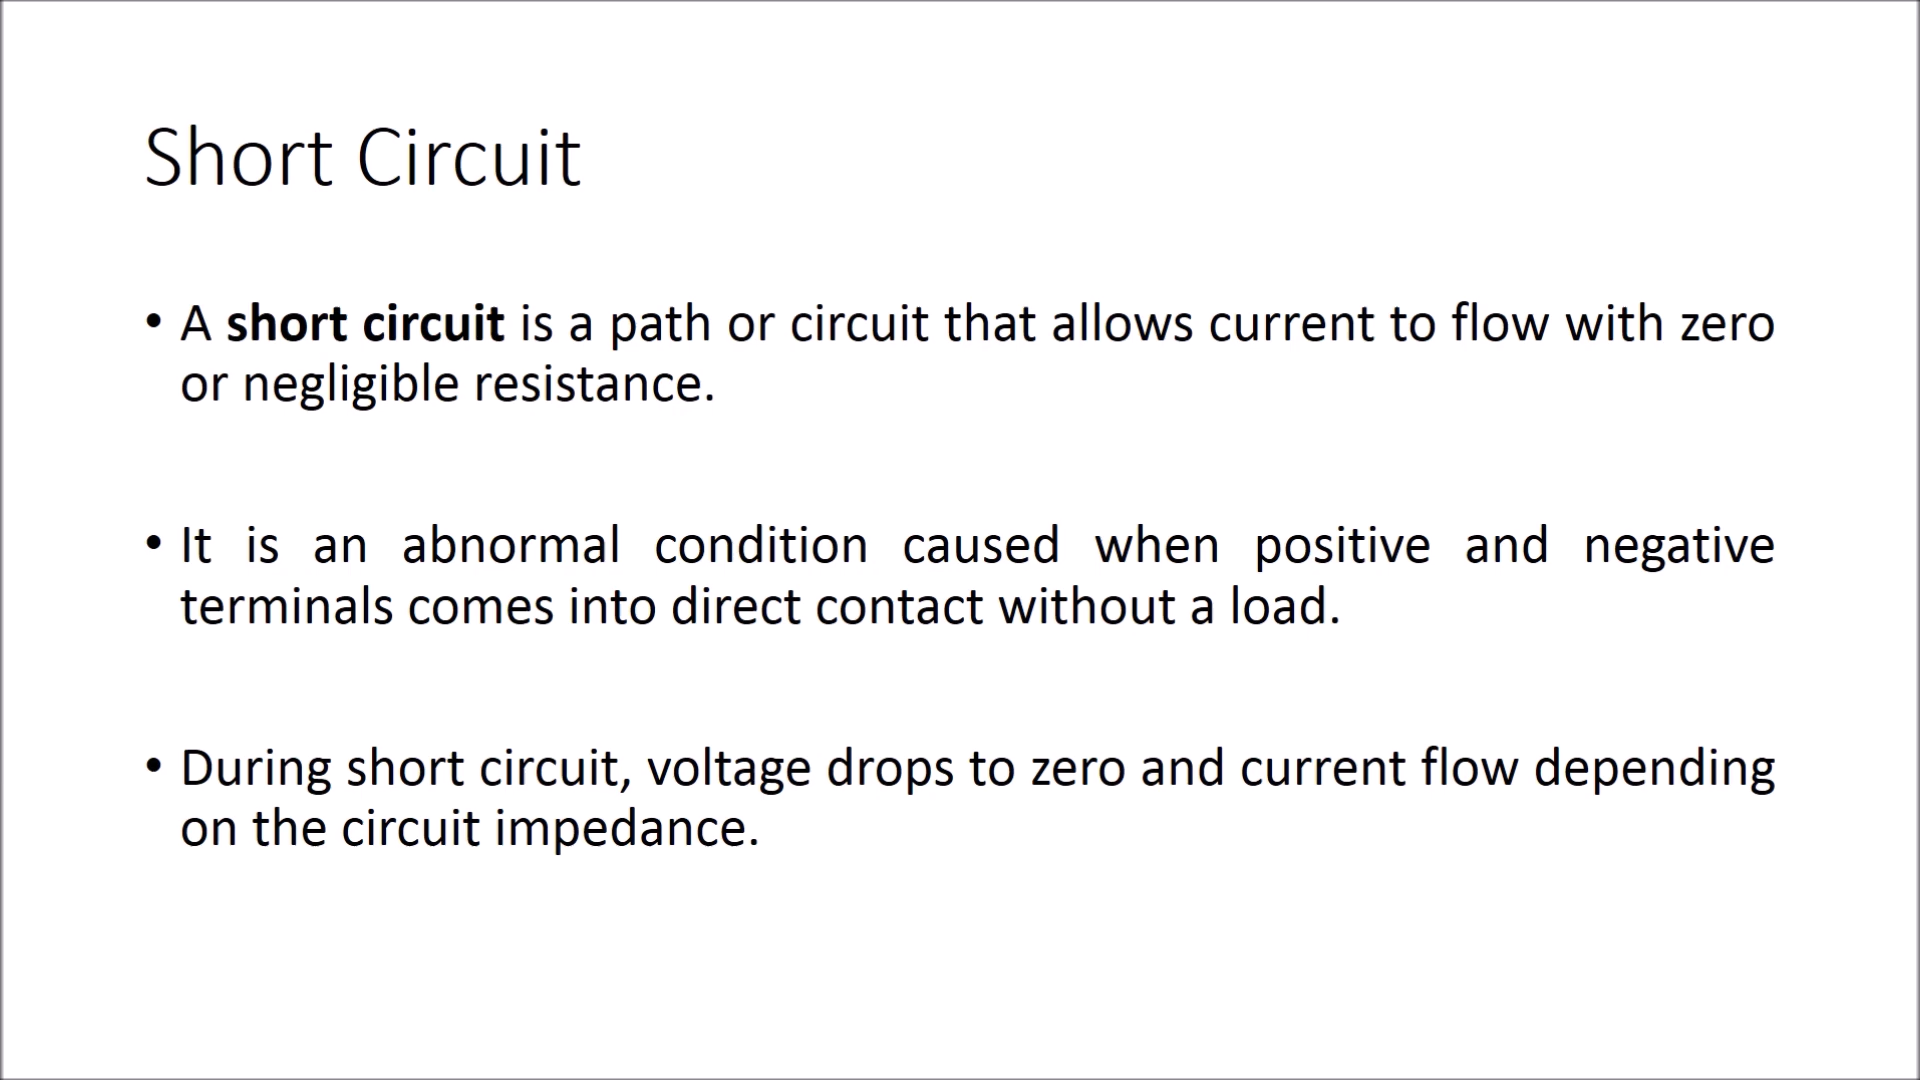 Short Circuit
• A short circuit is a path or circuit that allows current to flow with zero
or negligible resistance.
• It is an abnormal condition caused when positive and negative
terminals comes into direct contact without a load.
• During short circuit, voltage drops to zero and current flow depending
on the circuit impedance.